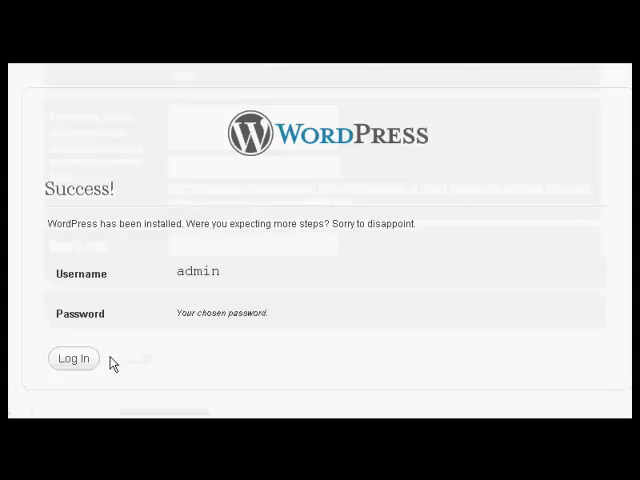 WORDPRESS
Success!
WordPress has been installed. Were you expecting more steps? Sorry to disappoint.
Username admin
Password Your chosen password.
Log In